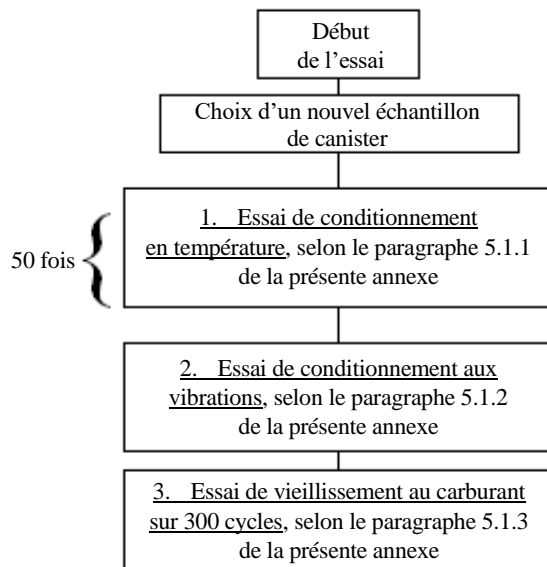 Début
de l’essai
Choix d’un nouvel échantillon
de canister
1. Essai de conditionnement
en température, selon le paragraphe 5.1.1
de la présente annexe
50 fois
2. Essai de conditionnement aux
vibrations, selon le paragraphe 5.1.2
de la présente annexe
3. Essai de vieillissement au carburant
sur 300 cycles, selon le paragraphe 5.1.3
de la présente annexe